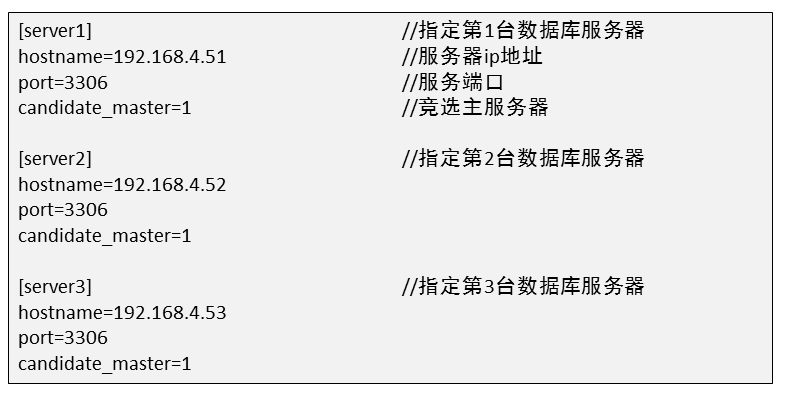 [server1] //指定第1台数据库服务器
hostname=192.168.4.51 //服务器ip地址
port=3306 //服务端口
candidate_master=1 //竞选主服务器
[server2] //指定第2台数据库服务器
hostname=192.168.4.52
port=3306
candidate_master=1
[server3] //指定第3台数据库服务器
hostname=192.168.4.53
port=3306
candidate_master=1